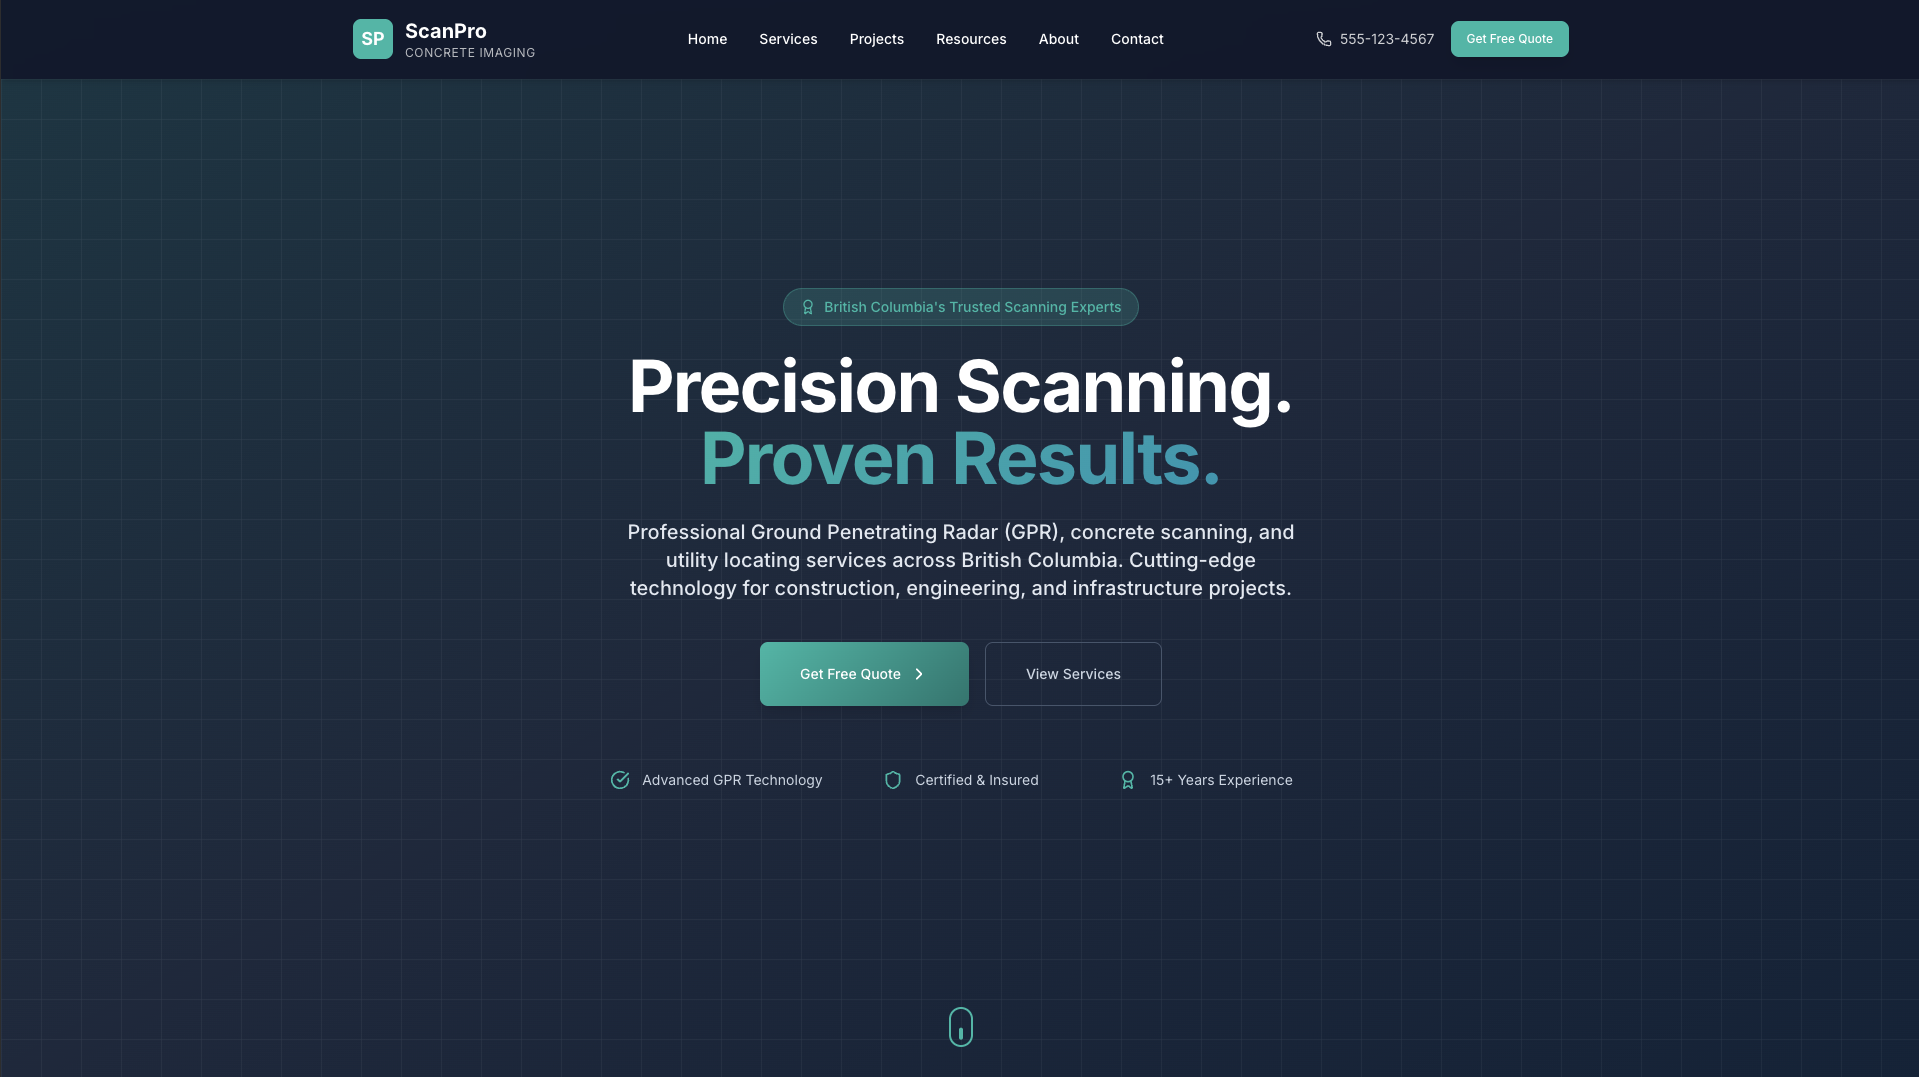 SP
ScanPro
CONCRETE IMAGING
Home
Services
Projects
Resources
About
Contact
555-123-4567
Get Free Quote
British Columbia's Trusted Scanning Experts
Precision Scanning.
Proven Results.
Professional Ground Penetrating Radar (GPR), concrete scanning, and
utility locating services across British Columbia. Cutting-edge
technology for construction, engineering, and infrastructure projects.
Get Free Quote
View Services
Advanced GPR Technology
Certified & Insured
15+ Years Experience